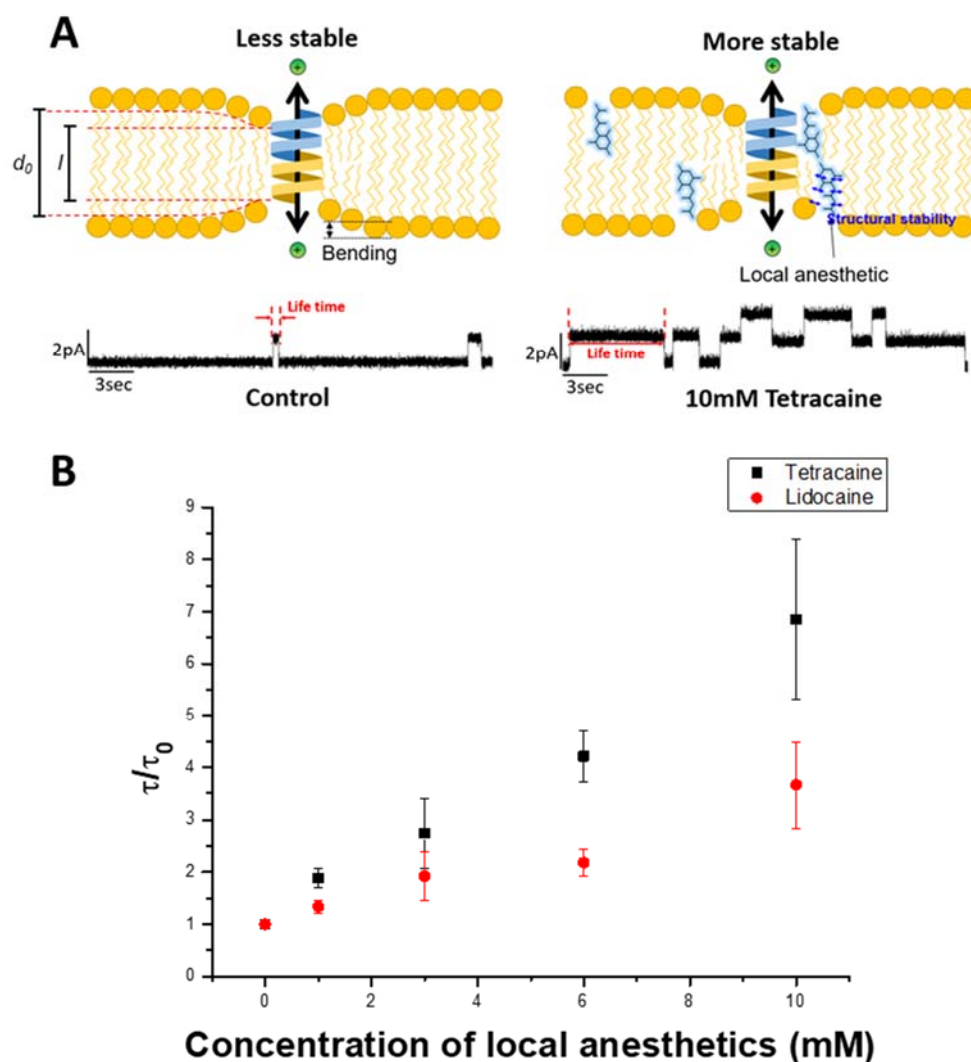 A
Less stable
More stable
d0
l
Bending
Structural stability
Local anesthetic
Life time
2pA
3sec
Control
Life time
2pA
3sec
10mM Tetracaine
B
Tetracaine
Lidocaine
9
8
7
6
5
4
3
2
1
0
τ/τ0
0
2
4
6
8
10
Concentration of local anesthetics (mM)